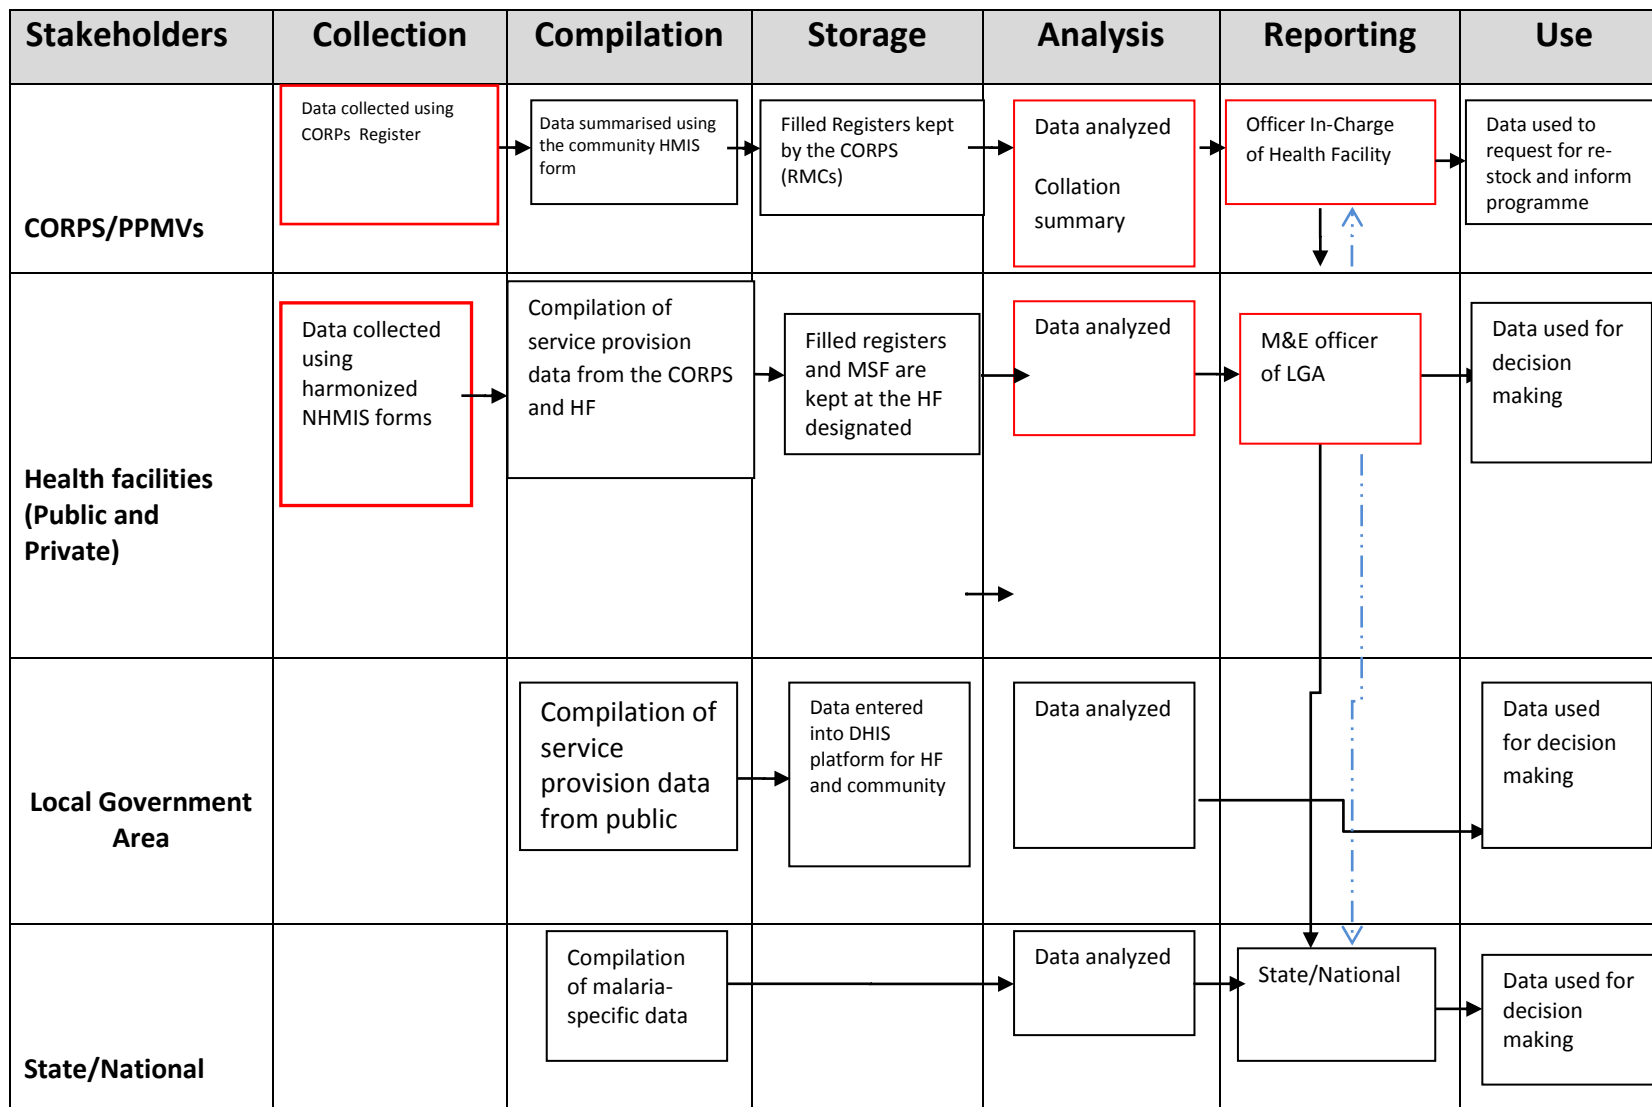 Stakeholders Collection Compilation Storage Analysis Reporting Use
CORPS/PPMVs
Data collected using
CORPs Register
Data summarised using
the community HMIS
form
Filled Registers kept
by the CORPS
(RMCs)
Data analyzed
Collation
summary
Officer In-Charge
of Health Facility
Data used to
request for re-
stock and inform
programme
Health facilities
(Public and
Private)
Data collected
using
harmonized
NHMIS forms
Compilation of
service provision
data from the CORPS
and HF
Filled registers
and MSF are
kept at the HF
designated
Data analyzed
M&E officer
of LGA
Data used for
decision
making
Local Government
Area
Compilation of
service
provision data
from public
Data entered
into DHIS
platform for HF
and community
Data analyzed
Data used
for decision
making
State/National
Compilation
of malaria-
specific data
Data analyzed
State/National
Data used for
decision
making